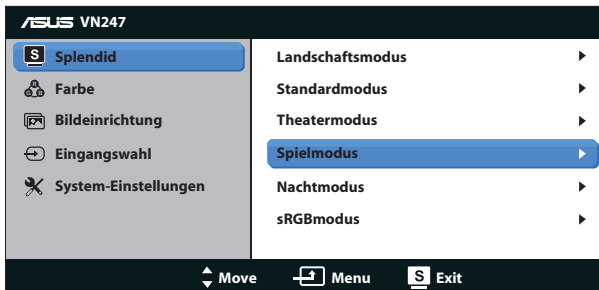 ASUS VN247
S Splendid
Farbe
Bildeinrichtung
Eingangswahl
System-Einstellungen
Landschaftsmodus
Standardmodus
Theatermodus
Spielmodus
Nachtmodus
sRGBmodus
Move Menu S Exit